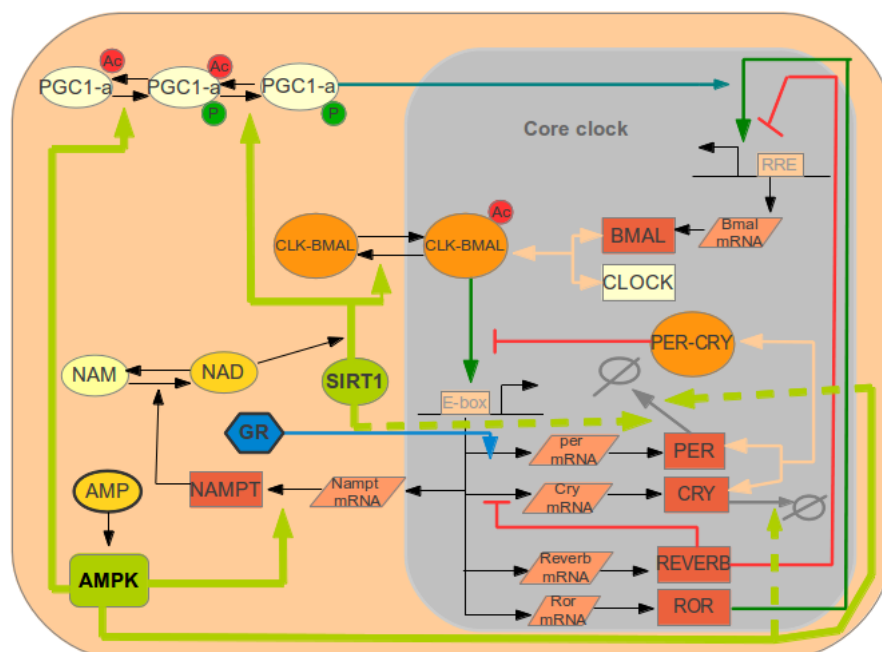 Ac
Ac
PGC1-a
PGC1-a
PGC1-a
P
P
Core clock
RRE
Ac
CLK-BMAL
CLK-BMAL
BMAL
Bmal
mRNA
CLOCK
PER-CRY
NAM
NAD
SIRT1
E-box
GR
per
mRNA
PER
AMP
NAMPT
Nampt
mRNA
Cry
mRNA
CRY
AMPK
Reverb
mRNA
REVERB
Ror
mRNA
ROR